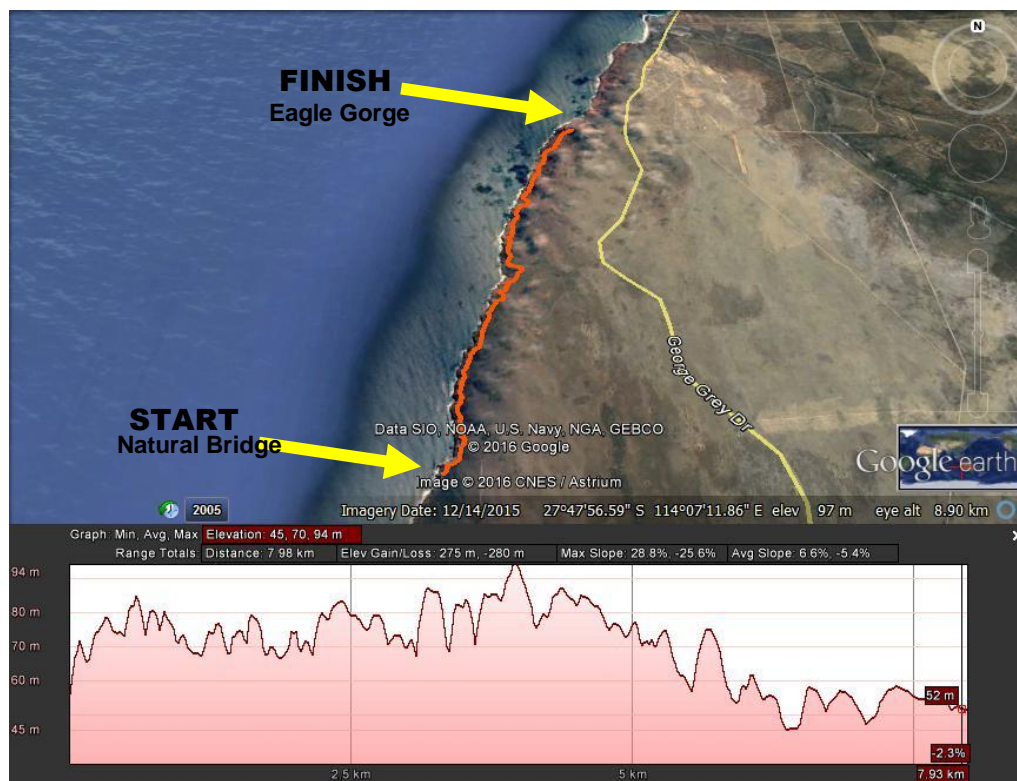 N
FINISH
Eagle Gorge
George Grey Dr
START
Natural Bridge
Data SIO, NOAA, U.S. Navy, NGA, GEBCO
© 2016 Google
Image © 2016 CNES / Astrium
Google earth
2005
Imagery Date: 12/14/2015 27°47'56.59" S 114°07'11.86" E elev 97 m eye alt 8.90 km
Graph: Min, Avg, Max Elevation: 45, 70, 94 m
Range Totals: Distance: 7.98 km Elev Gain/Loss: 275 m, -280 m Max Slope: 28.8%, -25.6% Avg Slope: 6.6%, -5.4%
94 m
80 m
70 m
60 m
45 m
52 m
-2.3%
2.5 km
5 km
7.93 km